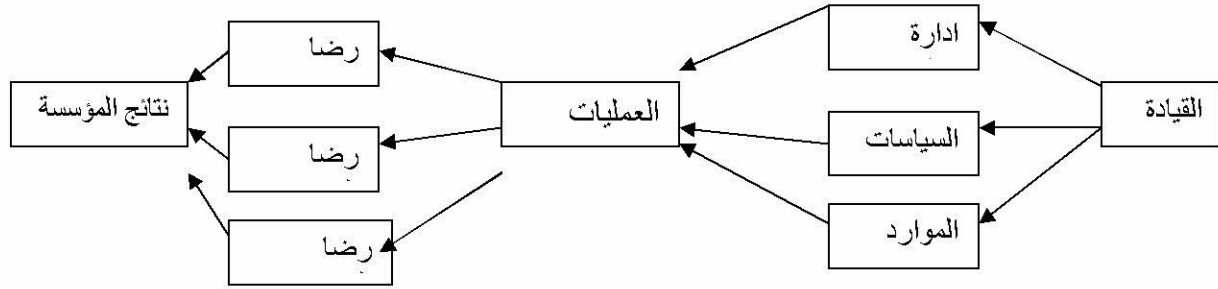 القيادة
ادارة
السياسات
الموارد
العمليات
رضا
رضا
رضا
نتائج المؤسسة